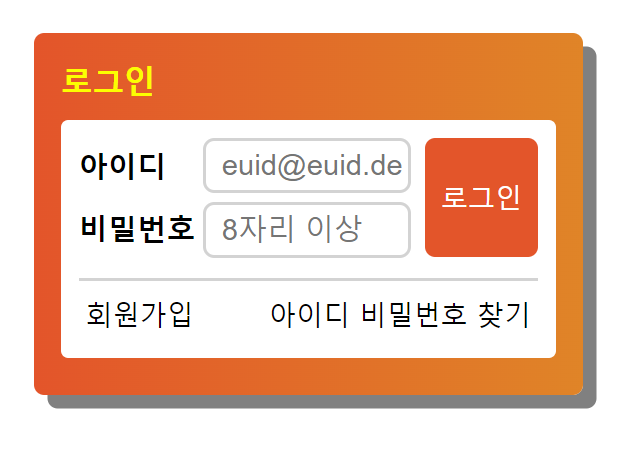 로그인
아이디 euid@euid.de 로그인
비밀번호 8자리 이상
회원가입 아이디 비밀번호 찾기